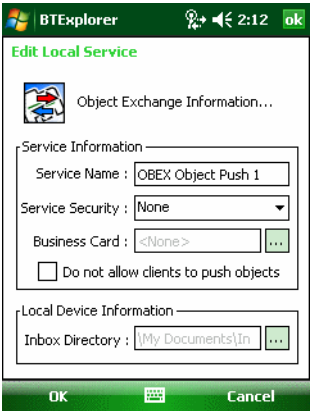 BTExplorer 2:12 ok
Edit Local Service
Object Exchange Information...
Service Information
Service Name : OBEX Object Push 1
Service Security : None
Business Card : <None> ...
Do not allow clients to push objects
Local Device Information
Inbox Directory : \My Documents\In ...
OK Cancel